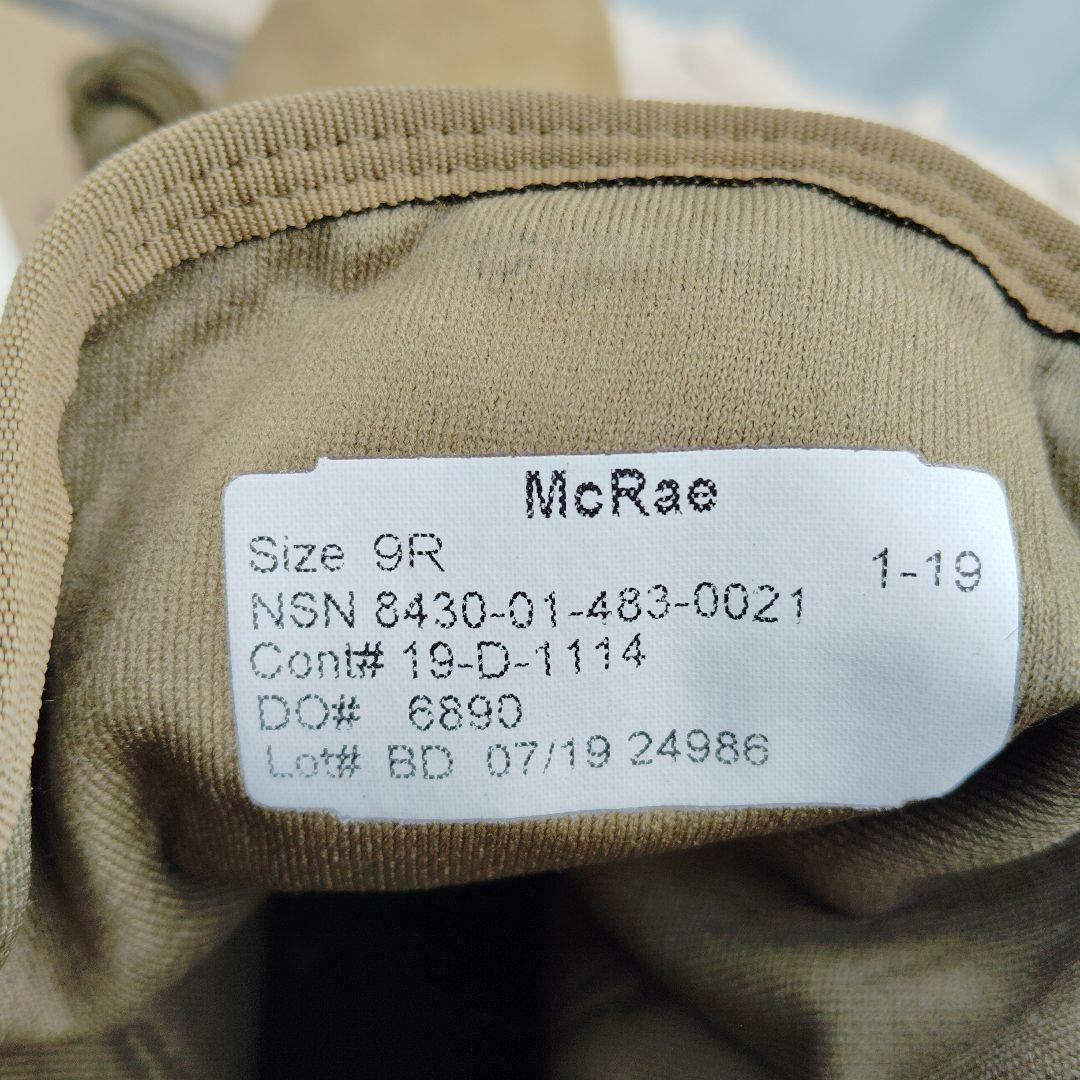 McRae
Size 9R
1-19
NSN 8430-01-483-0021
Cont# 19-D-1114
DO# 6890
Lot# BD 07/19 24986